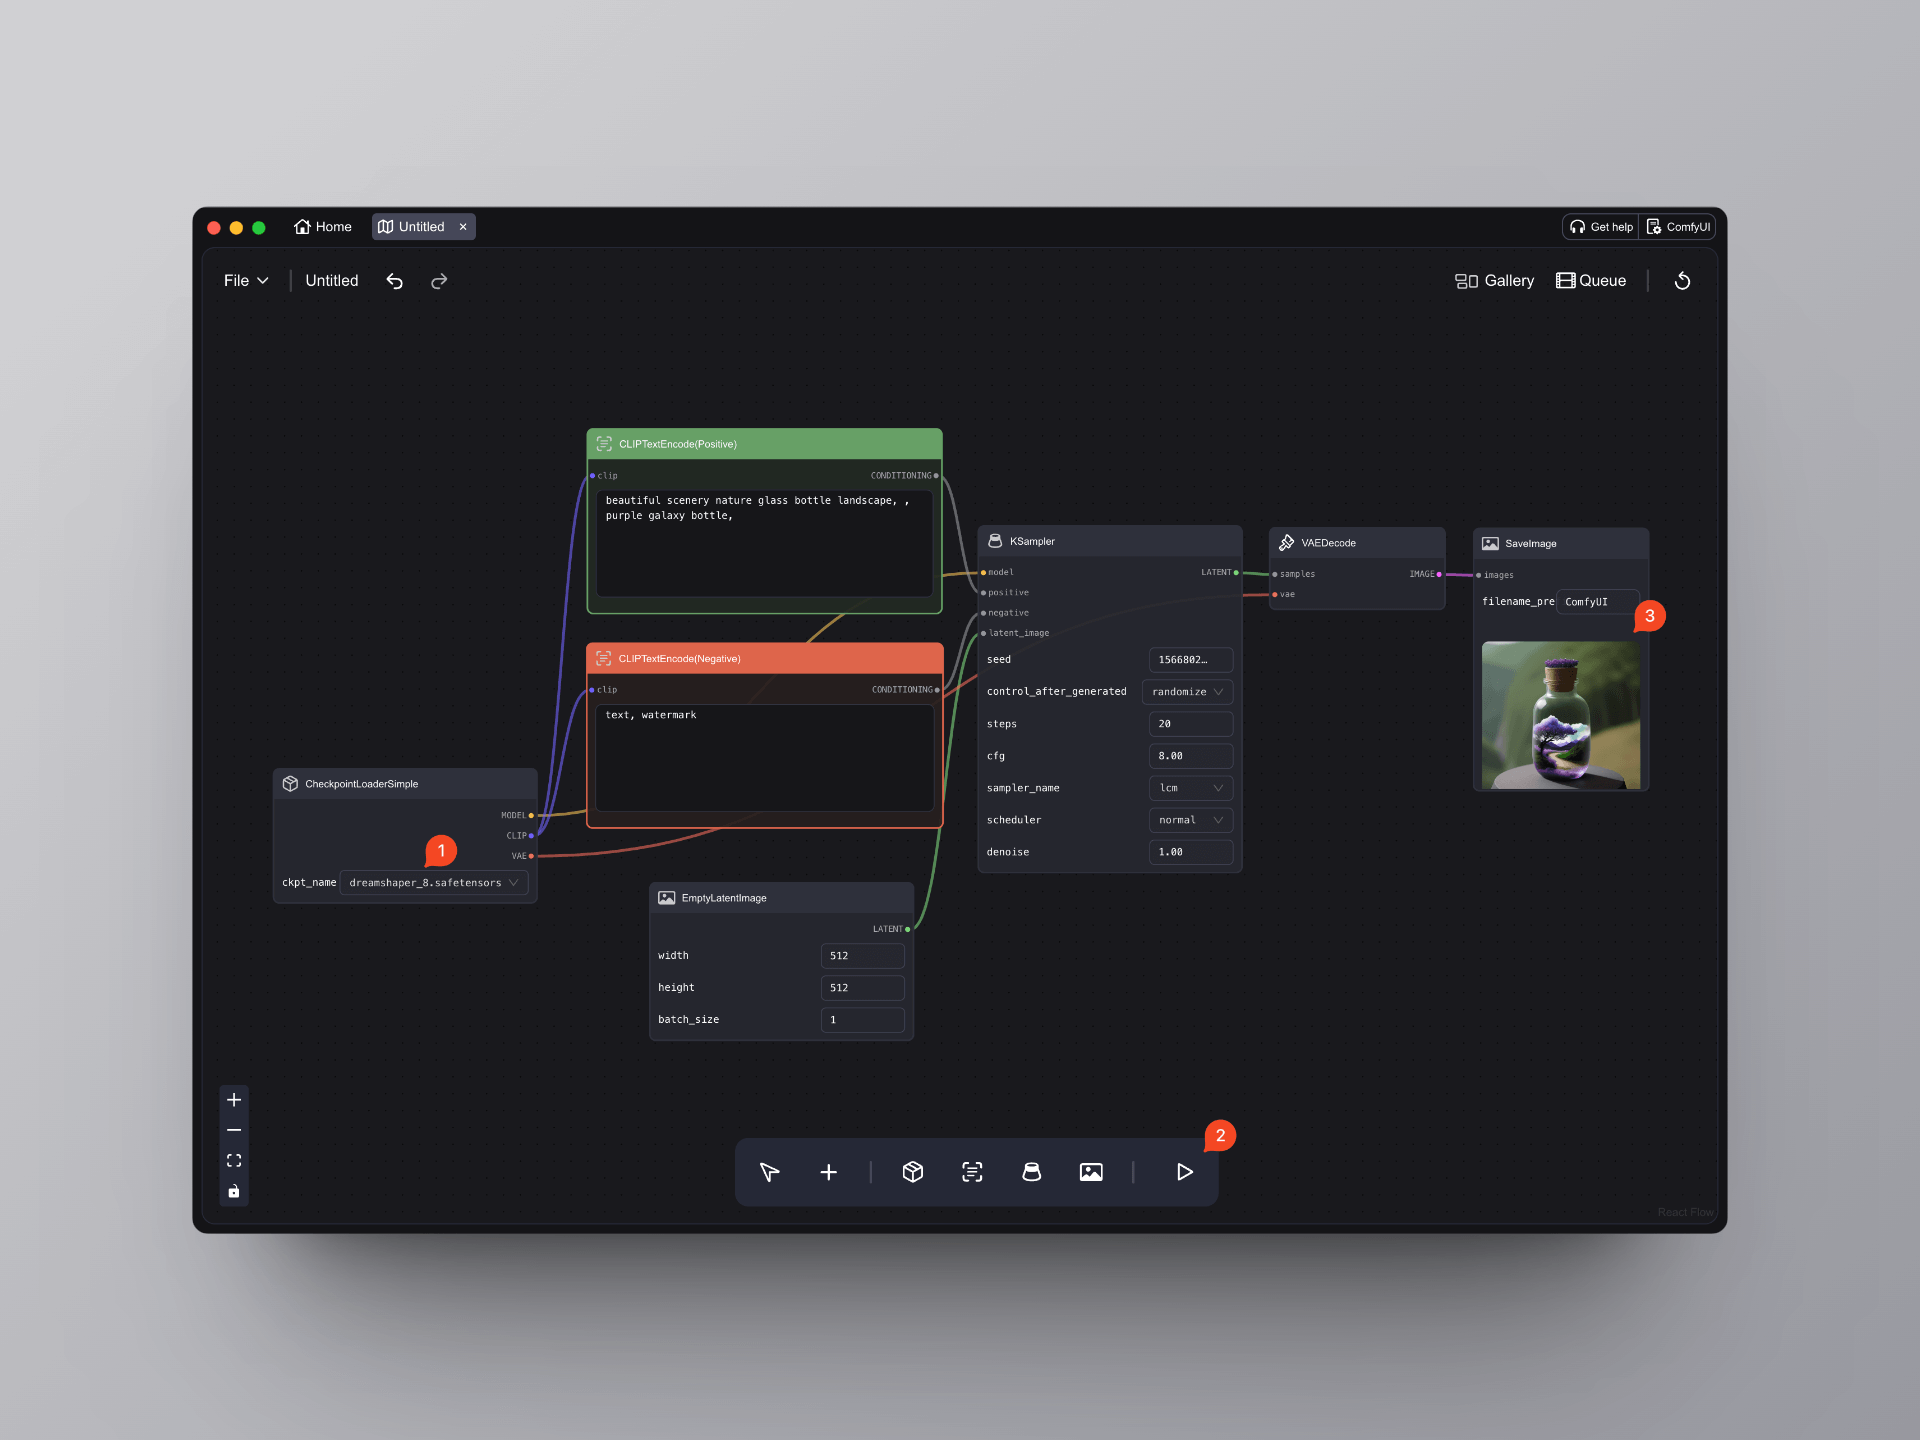 Home
Untitled
Get help
ComfyUI
File
Untitled
Gallery
Queue
CLIPTextEncode(Positive)
clip
CONDITIONING
beautiful scenery nature glass bottle landscape, ,
purple galaxy bottle,
CLIPTextEncode(Negative)
clip
CONDITIONING
text, watermark
CheckpointLoaderSimple
MODEL
CLIP
VAE
1
ckpt_name
dreamshaper_8.safetensors
EmptyLatentImage
LATENT
width
512
height
512
batch_size
1
KSampler
model
LATENT
positive
negative
latent_image
seed
1566802…
control_after_generated
randomize
steps
20
cfg
8.00
sampler_name
lcm
scheduler
normal
denoise
1.00
VAEDecode
samples
IMAGE
vae
SaveImage
images
filename_pre
ComfyUI
3
2
React Flow